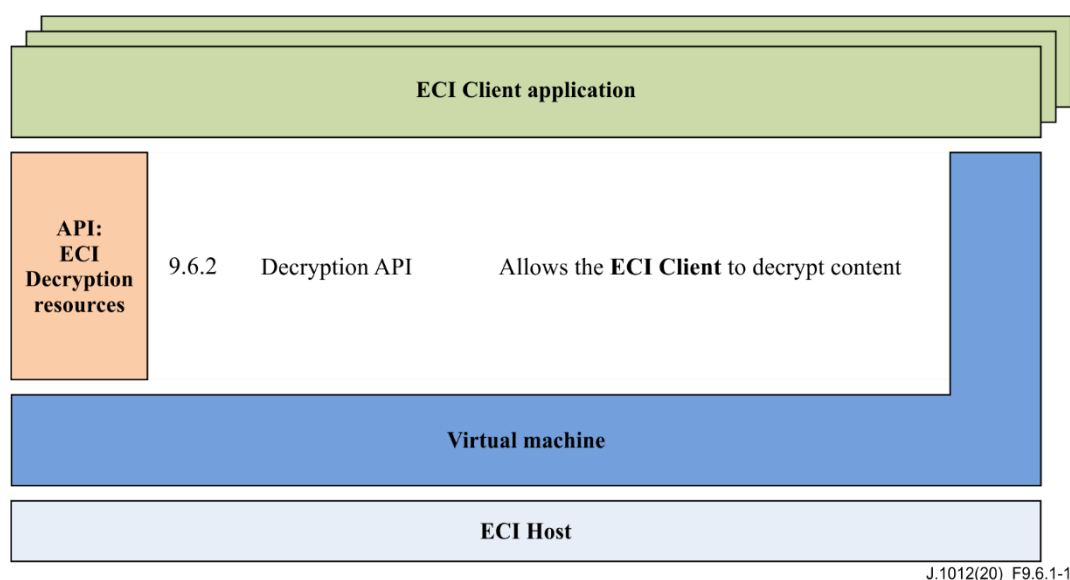 ECI Client application
API:
ECI
Decryption
resources
9.6.2 Decryption API Allows the ECI Client to decrypt content
Virtual machine
ECI Host
J.1012(20)_F9.6.1-1